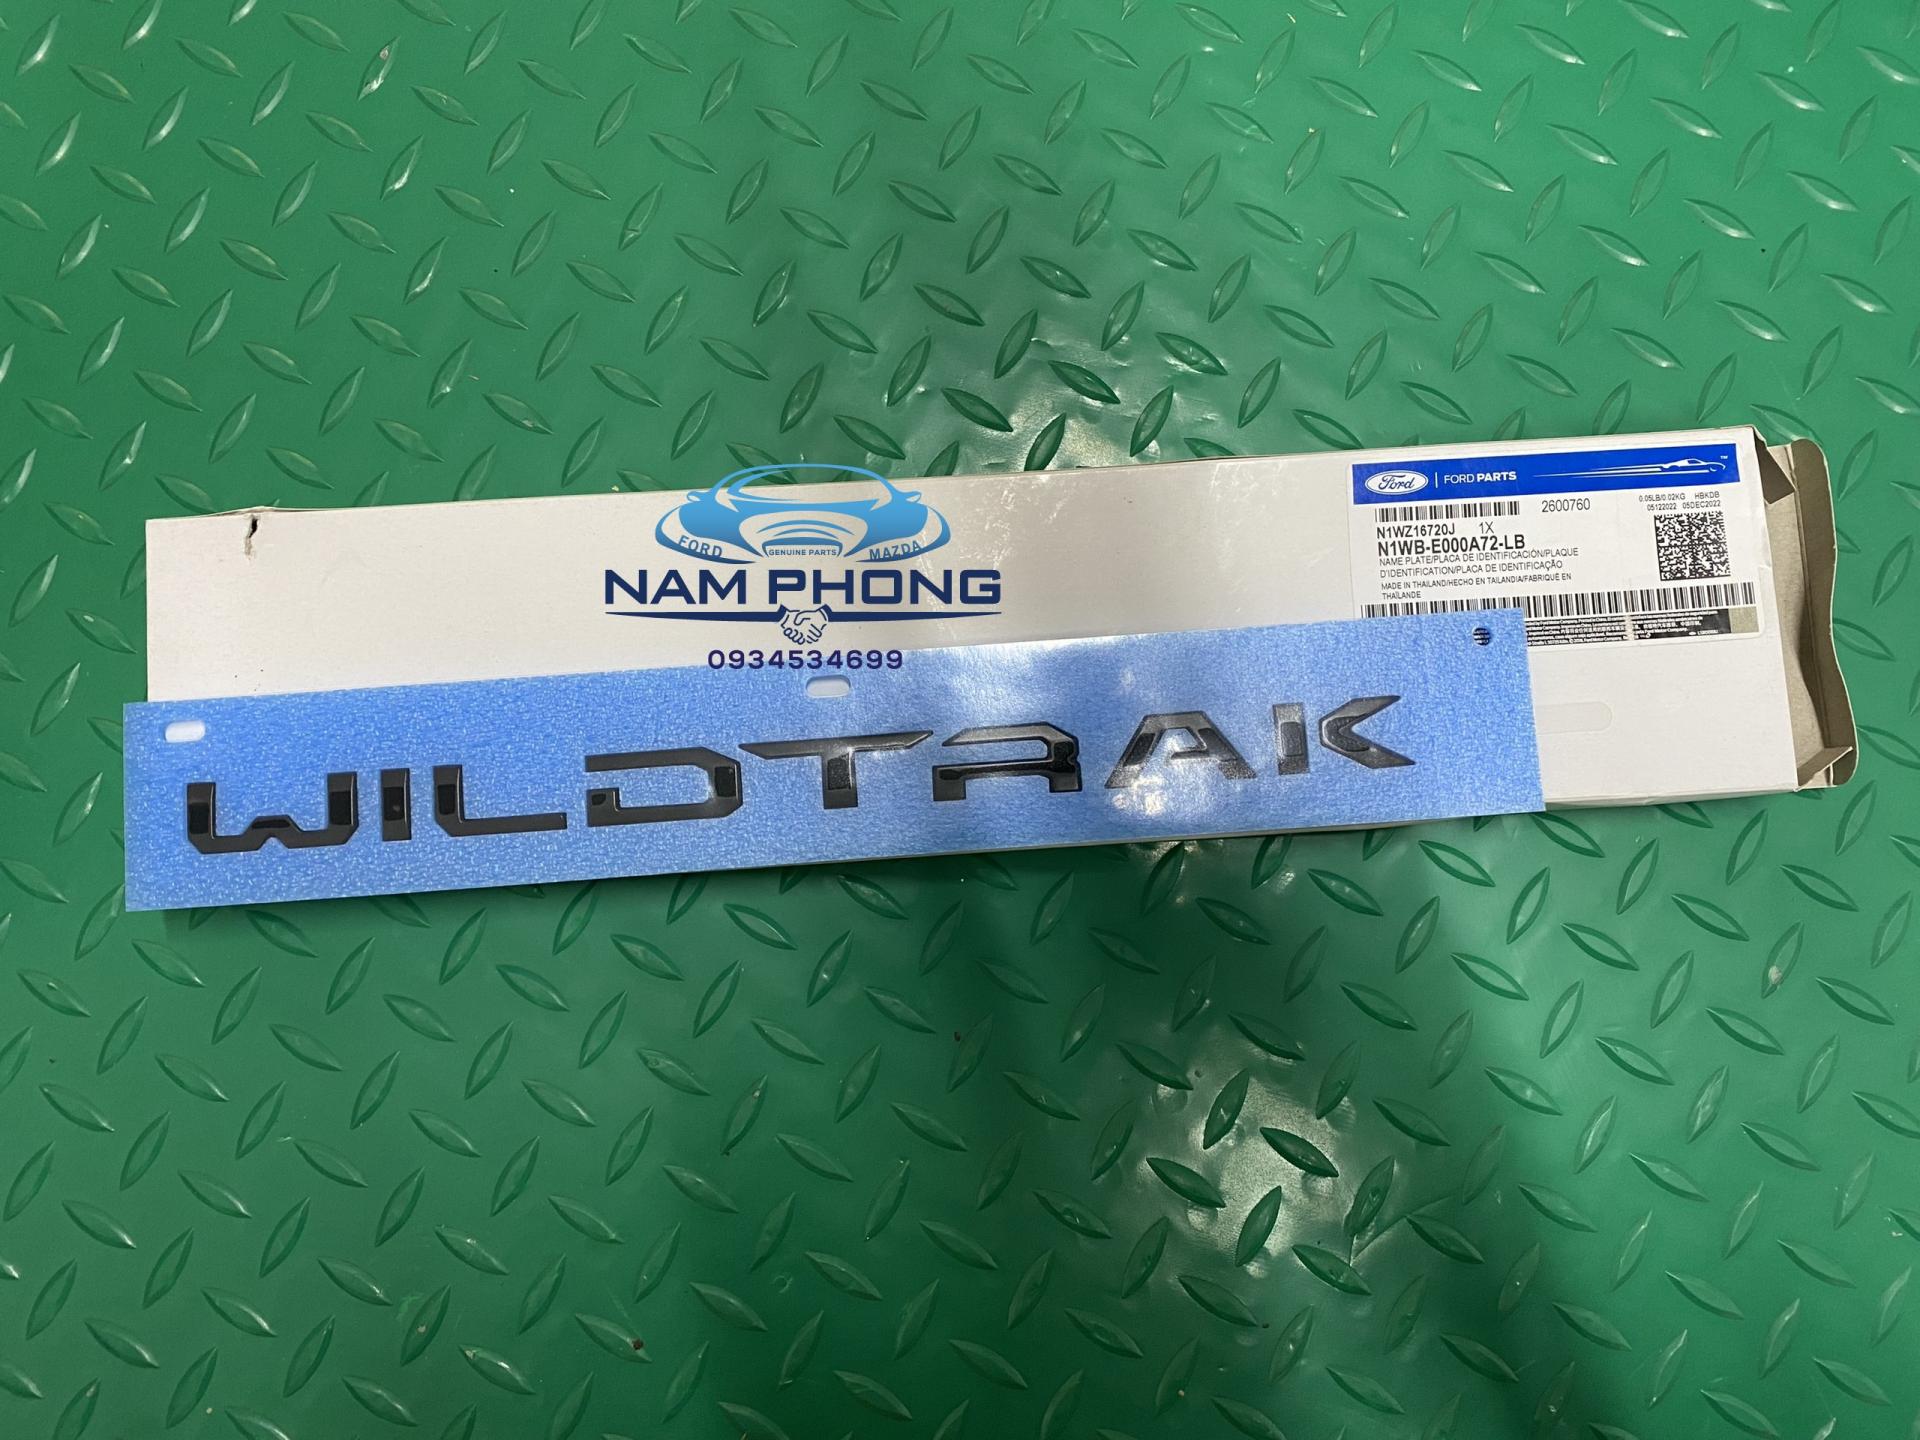 Ford FORD PARTS ™
2600760
0.05LB/0.02KG HBKDB
05122022 05DEC2022
N1WZ16720J 1X
N1WB-E000A72-LB
NAME PLATE/PLACA DE IDENTIFICACIÓN/PLAQUE
D'IDENTIFICATION/PLACA DE IDENTIFICAÇÃO
MADE IN THAILAND/HECHO EN TAILANDIA/FABRIQUÉ EN
THAÏLANDE
FORD GENUINE PARTS MAZDA
NAM PHONG
0934534699
WILDTRAK